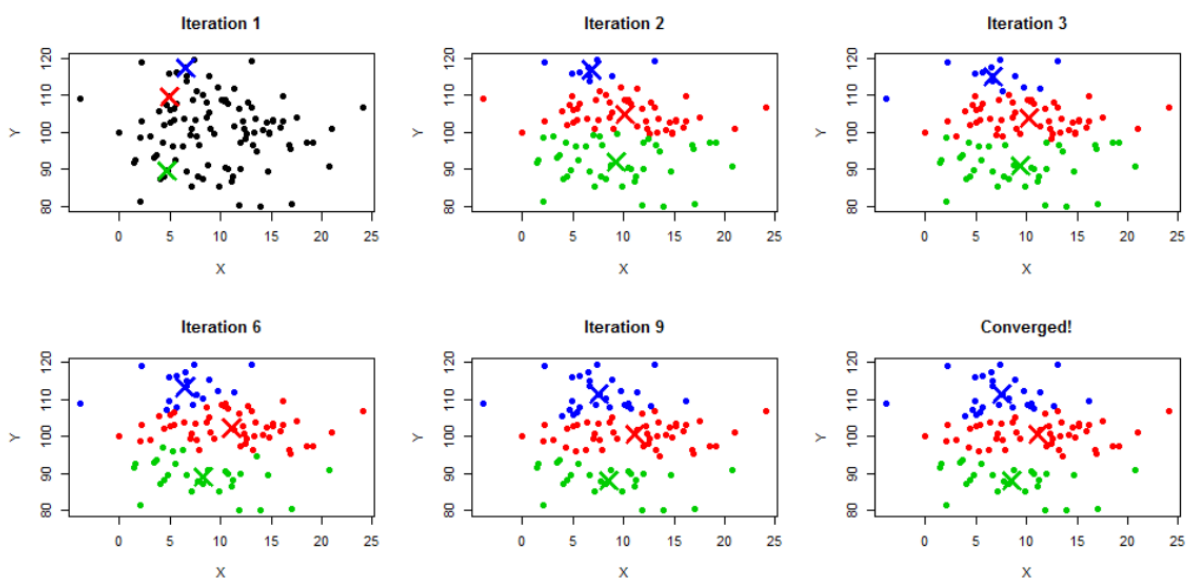 Iteration 1
Iteration 2
Iteration 3
Y
80 90 100 110 120
0 5 10 15 20 25
X
Y
80 90 100 110 120
0 5 10 15 20 25
X
Y
80 90 100 110 120
0 5 10 15 20 25
X
Iteration 6
Iteration 9
Converged!
Y
80 90 100 110 120
0 5 10 15 20 25
X
Y
80 90 100 110 120
0 5 10 15 20 25
X
Y
80 90 100 110 120
0 5 10 15 20 25
X